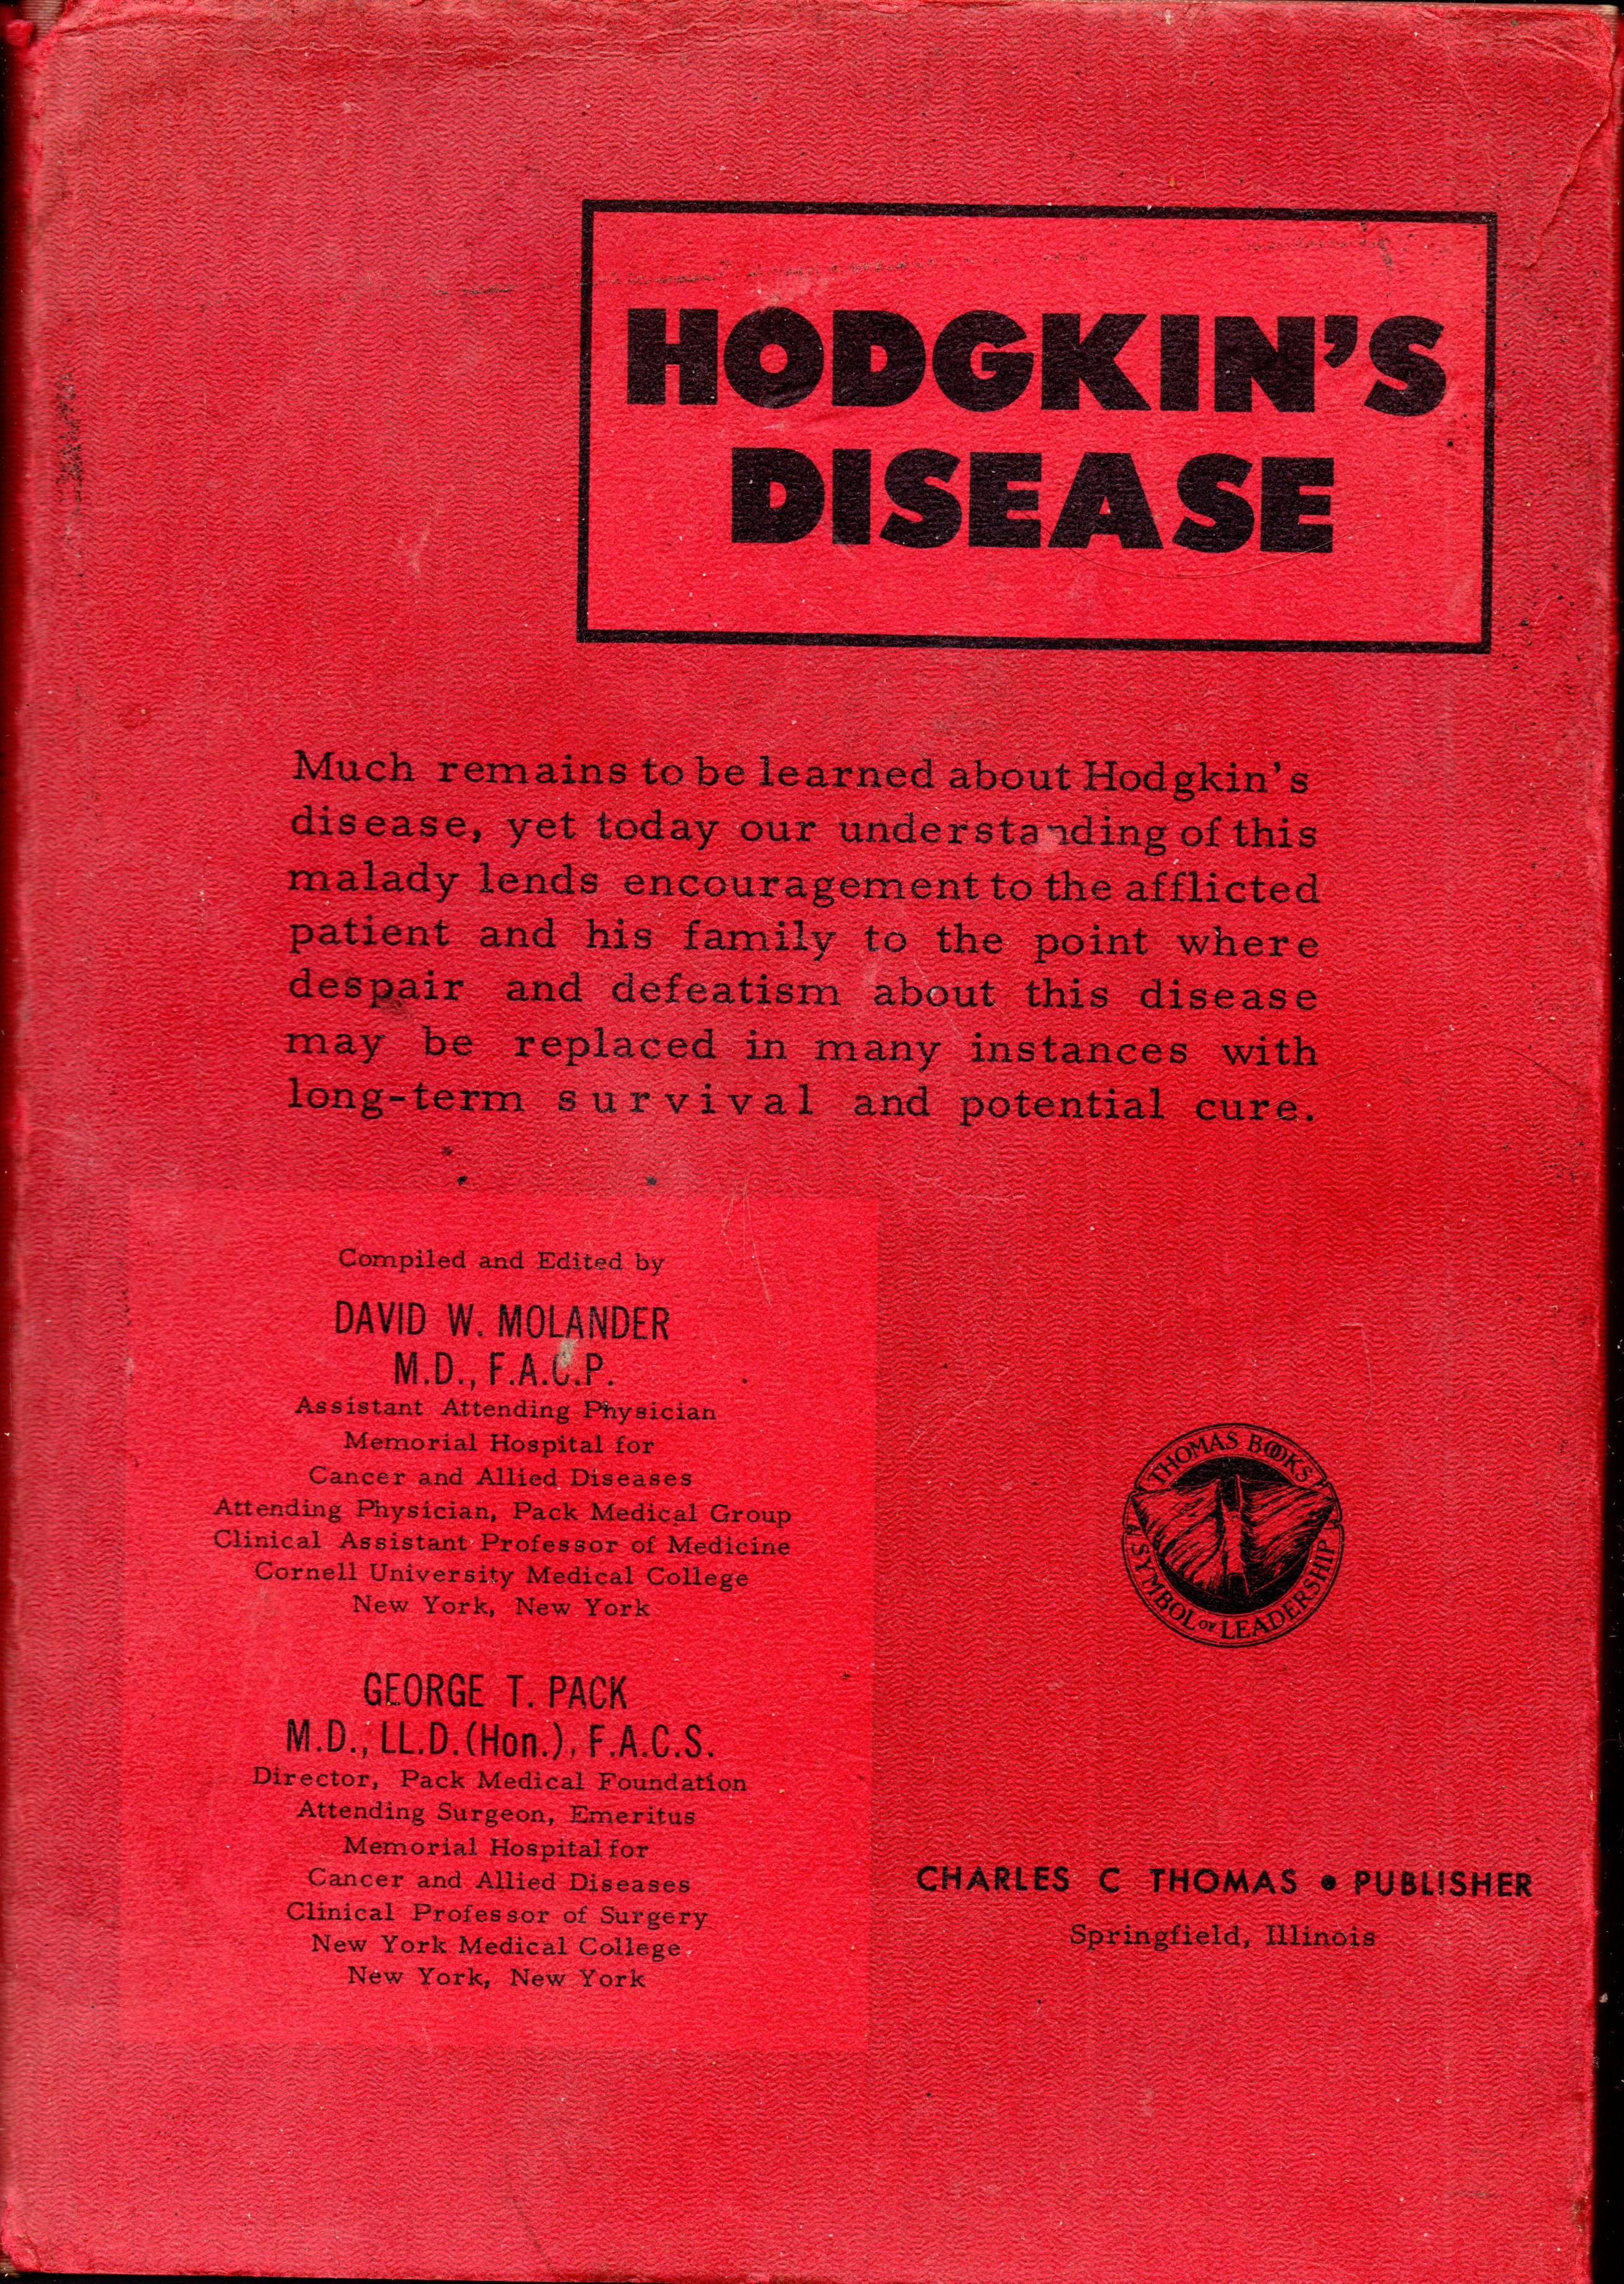 HODGKIN'S
DISEASE
Much remains to be learned about Hodgkin's
disease, yet today our understanding of this
malady lends encouragement to the afflicted
patient and his family to the point where
despair and defeatism about this disease
may be replaced in many instances with
long-term survival and potential cure.
Compiled and Edited by
DAVID W. MOLANDER
M.D., F.A.C.P.
Assistant Attending Physician
Memorial Hospital for
Cancer and Allied Diseases
Attending Physician, Pack Medical Group
Clinical Assistant Professor of Medicine
Cornell University Medical College
New York, New York
GEORGE T. PACK
M.D., LL.D.(Hon.), F.A.C.S.
Director, Pack Medical Foundation
Attending Surgeon, Emeritus
Memorial Hospital for
Cancer and Allied Diseases
Clinical Professor of Surgery
New York Medical College
New York, New York
THOMAS BOOKS
A SYMBOL OF LEADERSHIP
CHARLES C THOMAS • PUBLISHER
Springfield, Illinois